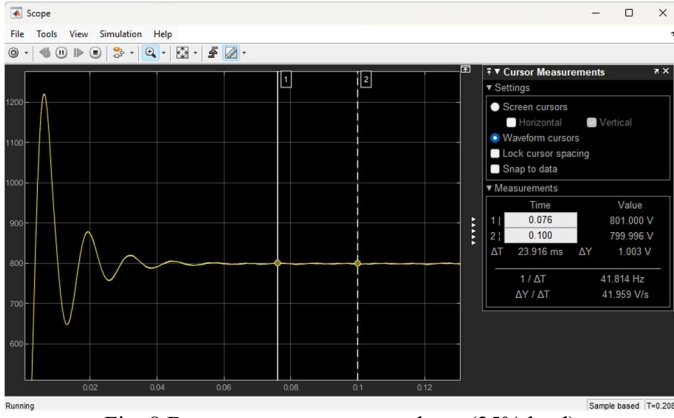 Scope
File Tools View Simulation Help
1 2
1200
1100
1000
900
800
700
600
0.02 0.04 0.06 0.08 0.1 0.12
Cursor Measurements
Settings
Screen cursors
Horizontal Vertical
Waveform cursors
Lock cursor spacing
Snap to data
Measurements
Time Value
1 | 0.076 801.000 V
2 ¦ 0.100 799.996 V
ΔT 23.916 ms ΔY 1.003 V
1 / ΔT 41.814 Hz
ΔY / ΔT 41.959 V/s
Running Sample based T=0.208